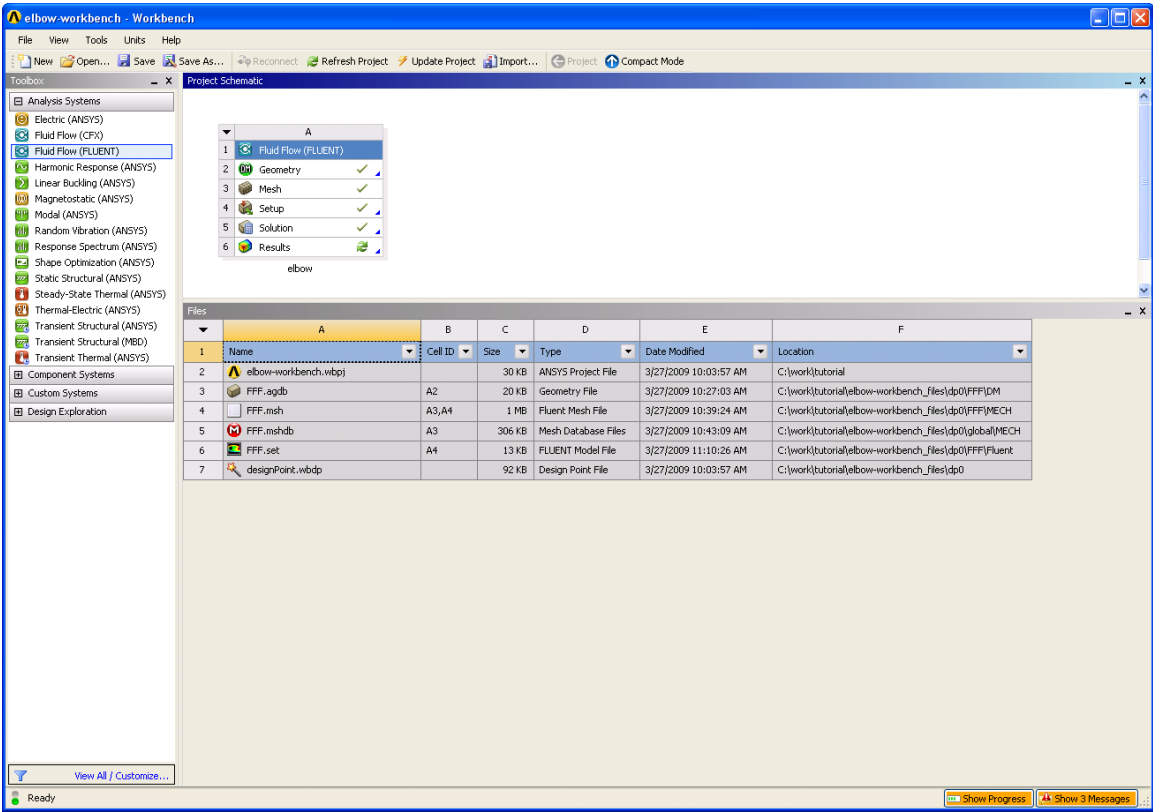 elbow-workbench - Workbench
File View Tools Units Help
New Open... Save Save As... Reconnect Refresh Project Update Project Import... Project Compact Mode
Toolbox
Analysis Systems
Electric (ANSYS)
Fluid Flow (CFX)
Fluid Flow (FLUENT)
Harmonic Response (ANSYS)
Linear Buckling (ANSYS)
Magnetostatic (ANSYS)
Modal (ANSYS)
Random Vibration (ANSYS)
Response Spectrum (ANSYS)
Shape Optimization (ANSYS)
Static Structural (ANSYS)
Steady-State Thermal (ANSYS)
Thermal-Electric (ANSYS)
Transient Structural (ANSYS)
Transient Structural (MBD)
Transient Thermal (ANSYS)
Component Systems
Custom Systems
Design Exploration
View All / Customize...
Project Schematic
A
1 Fluid Flow (FLUENT)
2 DM Geometry
3 Mesh
4 Setup
5 Solution
6 Results
elbow
Files
A B C D E F
1 Name Cell ID Size Type Date Modified Location
2 elbow-workbench.wbpj 30 KB ANSYS Project File 3/27/2009 10:03:57 AM C:\work\tutorial
3 FFF.agdb A2 20 KB Geometry File 3/27/2009 10:27:03 AM C:\work\tutorial\elbow-workbench_files\dp0\FFF\DM
4 FFF.msh A3,A4 1 MB Fluent Mesh File 3/27/2009 10:39:24 AM C:\work\tutorial\elbow-workbench_files\dp0\FFF\MECH
5 FFF.mshdb A3 306 KB Mesh Database Files 3/27/2009 10:43:09 AM C:\work\tutorial\elbow-workbench_files\dp0\global\MECH
6 FFF.set A4 13 KB FLUENT Model File 3/27/2009 11:10:26 AM C:\work\tutorial\elbow-workbench_files\dp0\FFF\Fluent
7 designPoint.wbdp 92 KB Design Point File 3/27/2009 10:03:57 AM C:\work\tutorial\elbow-workbench_files\dp0
Ready
Show Progress Show 3 Messages